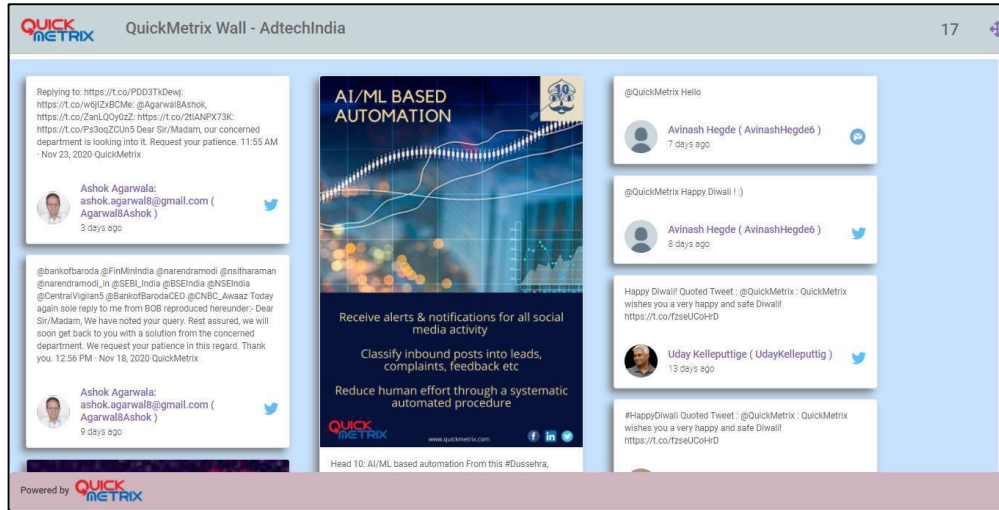 QUICK
METRIX
QuickMetrix Wall - AdtechIndia
17
Replying to: https://t.co/PDD3TkDewj:
https://t.co/w6jIZxBCMe: @Agarwal8Ashok,
https://t.co/ZanLQOy0zZ: https://t.co/2tIANPX73K:
https://t.co/Ps3oqZCUn5 Dear Sir/Madam, our concerned
department is looking into it. Request your patience. 11:55 AM
· Nov 23, 2020·QuickMetrix
Ashok Agarwala:
ashok.agarwal8@gmail.com (
Agarwal8Ashok )
3 days ago
@bankofbaroda @FinMinIndia @narendramodi @nsitharaman
@narendramodi_in @SEBI_India @BSEIndia @NSEIndia
@CentralVigilan5 @BankofBarodaCEO @CNBC_Awaaz Today
again sole reply to me from BOB reproduced hereunder:- Dear
Sir/Madam, We have noted your query. Rest assured, we will
soon get back to you with a solution from the concerned
department. We request your patience in this regard. Thank
you. 12:56 PM · Nov 18, 2020·QuickMetrix
Ashok Agarwala:
ashok.agarwal8@gmail.com (
Agarwal8Ashok )
9 days ago
AI/ML BASED
AUTOMATION
10
Receive alerts & notifications for all social
media activity
Classify inbound posts into leads,
complaints, feedback etc
Reduce human effort through a systematic
automated procedure
QUICK
METRIX
www.quickmetrix.com
Head 10: AI/ML based automation From this #Dussehra,
@QuickMetrix Hello
Avinash Hegde ( AvinashHegde6 )
7 days ago
@QuickMetrix Happy Diwali ! :)
Avinash Hegde ( AvinashHegde6 )
8 days ago
Happy Diwali! Quoted Tweet : @QuickMetrix : QuickMetrix
wishes you a very happy and safe Diwali!
https://t.co/fzseUCoHrD
Uday Kelleputtige ( UdayKelleputtig )
13 days ago
#HappyDiwali Quoted Tweet : @QuickMetrix : QuickMetrix
wishes you a very happy and safe Diwali!
https://t.co/fzseUCoHrD
Powered by QUICK
METRIX